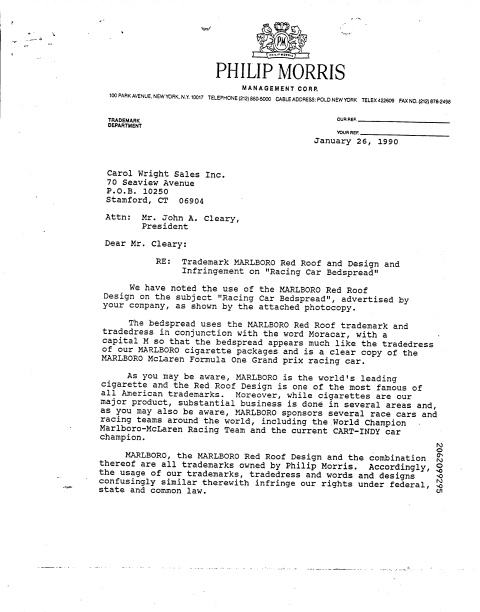 PM
PHILIP MORRIS
PHILIP MORRIS
MANAGEMENT CORP.
100 PARK AVENUE, NEW YORK, N.Y. 10017 TELEPHONE (212) 880-5000 CABLE ADDRESS: POLD NEW YORK TELEX 422609 FAX NO. (212) 878-2498
TRADEMARK
DEPARTMENT
OUR REF.
YOUR REF.
January 26, 1990
Carol Wright Sales Inc.
70 Seaview Avenue
P.O.B. 10250
Stamford, CT 06904
Attn: Mr. John A. Cleary,
President
Dear Mr. Cleary:
RE: Trademark MARLBORO Red Roof and Design and
Infringement on "Racing Car Bedspread"
We have noted the use of the MARLBORO Red Roof
Design on the subject "Racing Car Bedspread", advertised by
your company, as shown by the attached photocopy.
The bedspread uses the MARLBORO Red Roof trademark and
tradedress in conjunction with the word Moracar, with a
capital M so that the bedspread appears much like the tradedress
of our MARLBORO cigarette packages and is a clear copy of the
MARLBORO McLaren Formula One Grand prix racing car.
As you may be aware, MARLBORO is the world's leading
cigarette and the Red Roof Design is one of the most famous of
all American trademarks. Moreover, while cigarettes are our
major product, substantial business is done in several areas and,
as you may also be aware, MARLBORO sponsors several race cars and
racing teams around the world, including the World Champion
Marlboro-McLaren Racing Team and the current CART-INDY car
champion.
MARLBORO, the MARLBORO Red Roof Design and the combination
thereof are all trademarks owned by Philip Morris. Accordingly,
the usage of our trademarks, tradedress and words and designs
confusingly similar therewith infringe our rights under federal,
state and common law.
2062099295